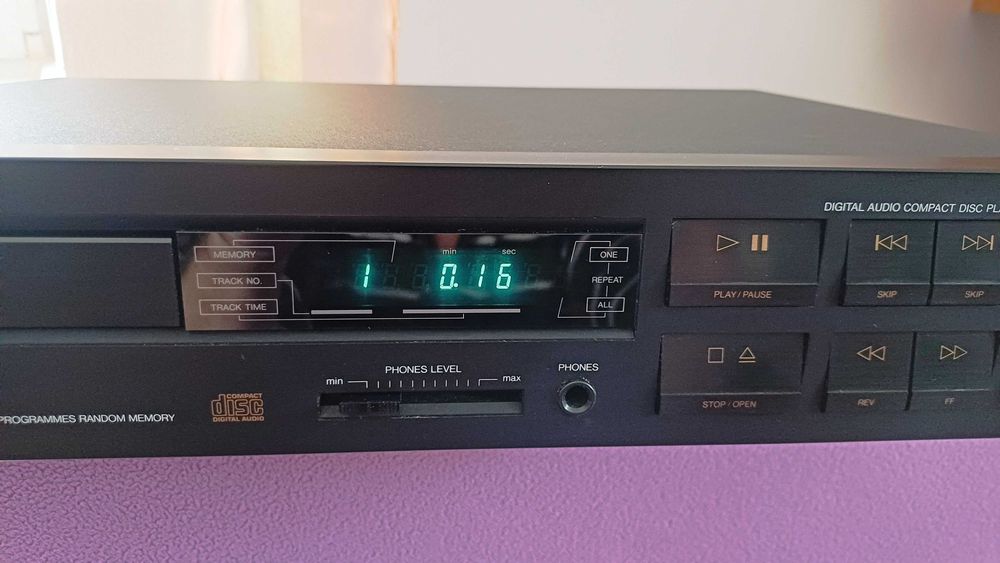 DIGITAL AUDIO COMPACT DISC
MEMORY
TRACK NO.
TRACK TIME
min sec
1 0.16
ONE
REPEAT
ALL
PLAY/PAUSE
SKIP
SKIP
STOP/OPEN
REV
FF
PHONES LEVEL
min max
PHONES
PROGRAMMES RANDOM MEMORY
COMPACT
disc
DIGITAL AUDIO